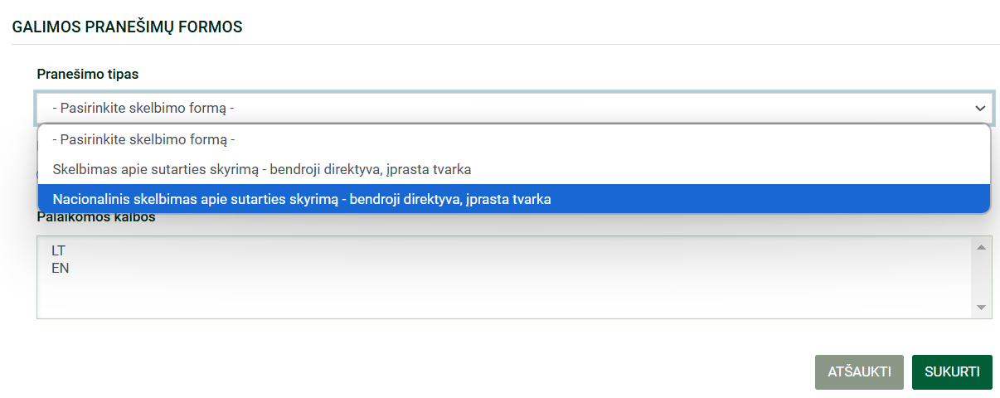 GALIMOS PRANEŠIMŲ FORMOS
Pranešimo tipas
- Pasirinkite skelbimo formą -
- Pasirinkite skelbimo formą -
Skelbimas apie sutarties skyrimą - bendroji direktyva, įprasta tvarka
Nacionalinis skelbimas apie sutarties skyrimą - bendroji direktyva, įprasta tvarka
Palaikomos kalbos
LT
EN
ATŠAUKTI
SUKURTI